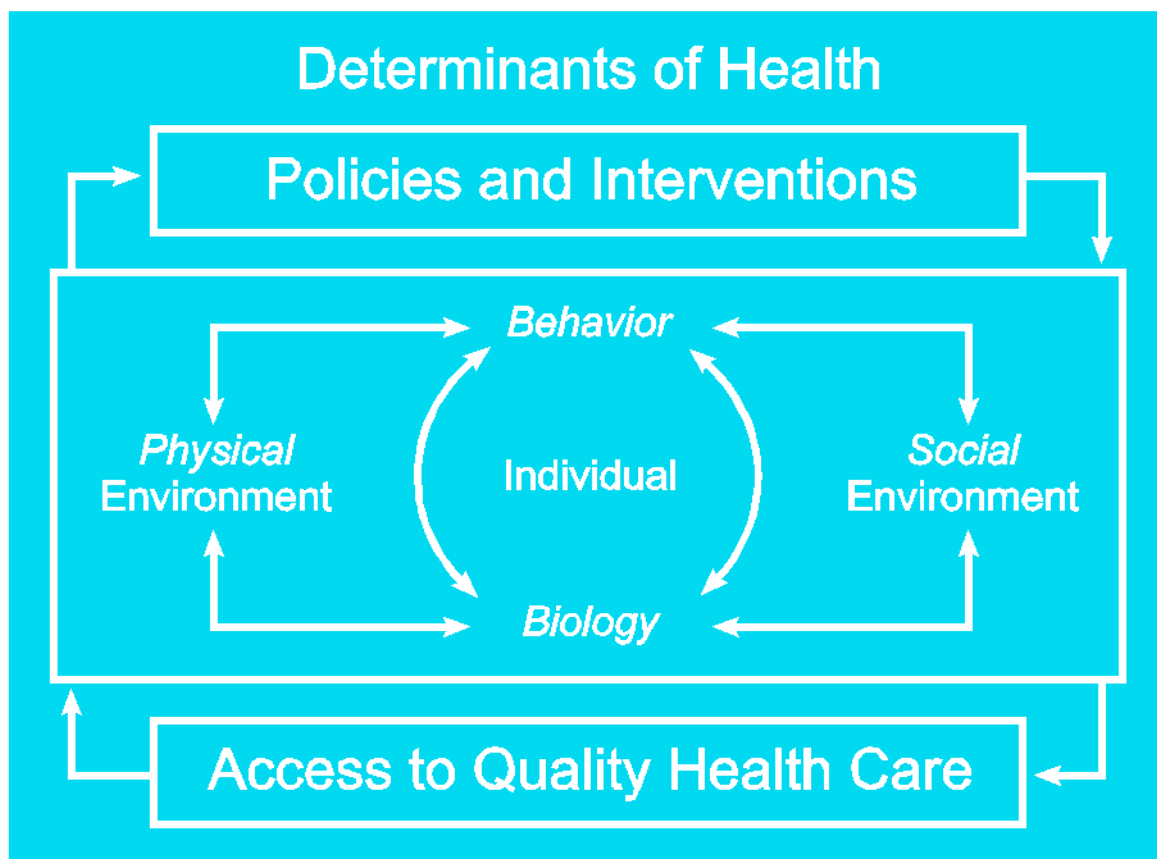 Determinants of Health
Policies and Interventions
Behavior
Physical
Environment
Individual
Social
Environment
Biology
Access to Quality Health Care